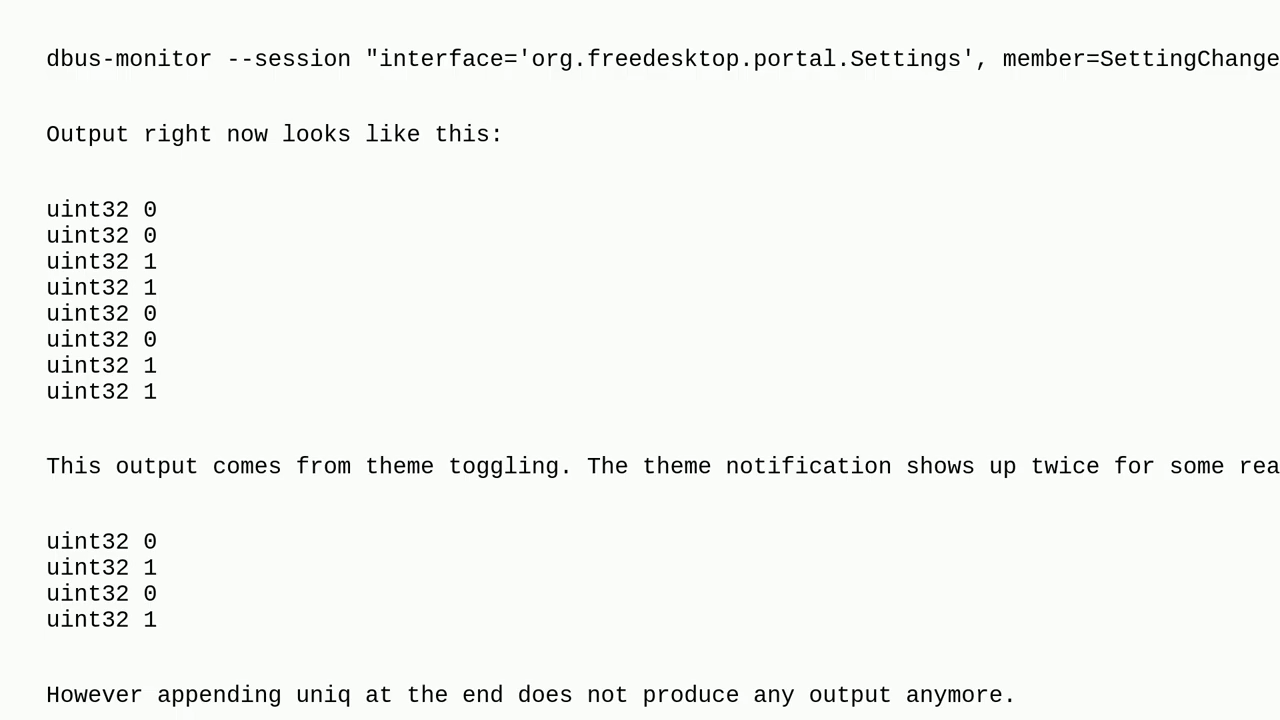 dbus-monitor --session "interface='org.freedesktop.portal.Settings', member=SettingChange
Output right now looks like this:
uint32 0
uint32 0
uint32 1
uint32 1
uint32 0
uint32 0
uint32 1
uint32 1
This output comes from theme toggling. The theme notification shows up twice for some rea
uint32 0
uint32 1
uint32 0
uint32 1
However appending uniq at the end does not produce any output anymore.